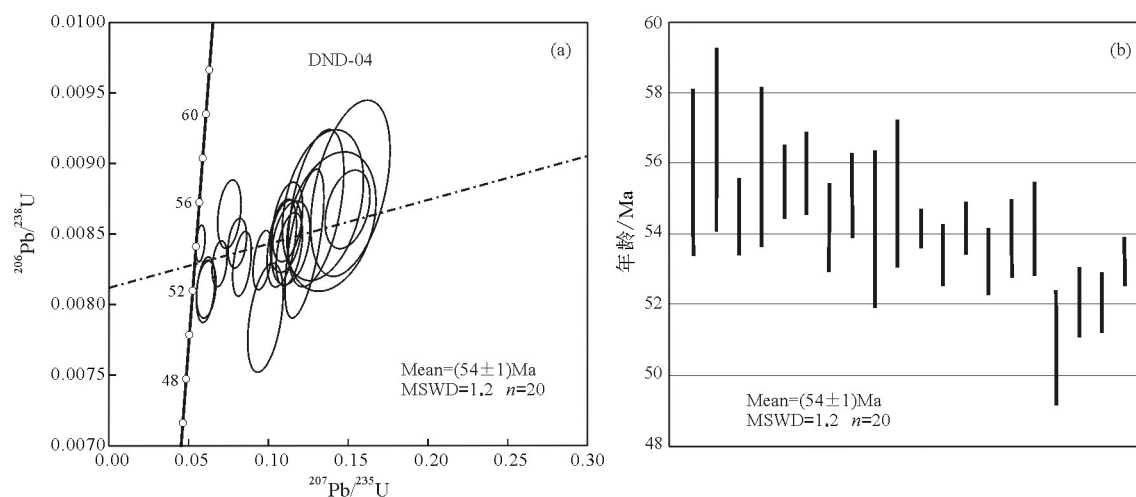 0.0100
0.0095
0.0090
0.0085
0.0080
0.0075
0.0070
²⁰⁶Pb/²³⁸U
(a)
DND-04
60
56
52
48
Mean=(54±1)Ma
MSWD=1.2 n=20
0.00 0.05 0.10 0.15 0.20 0.25 0.30
²⁰⁷Pb/²³⁵U
60
58
56
54
52
50
48
年龄/Ma
(b)
Mean=(54±1)Ma
MSWD=1.2 n=20